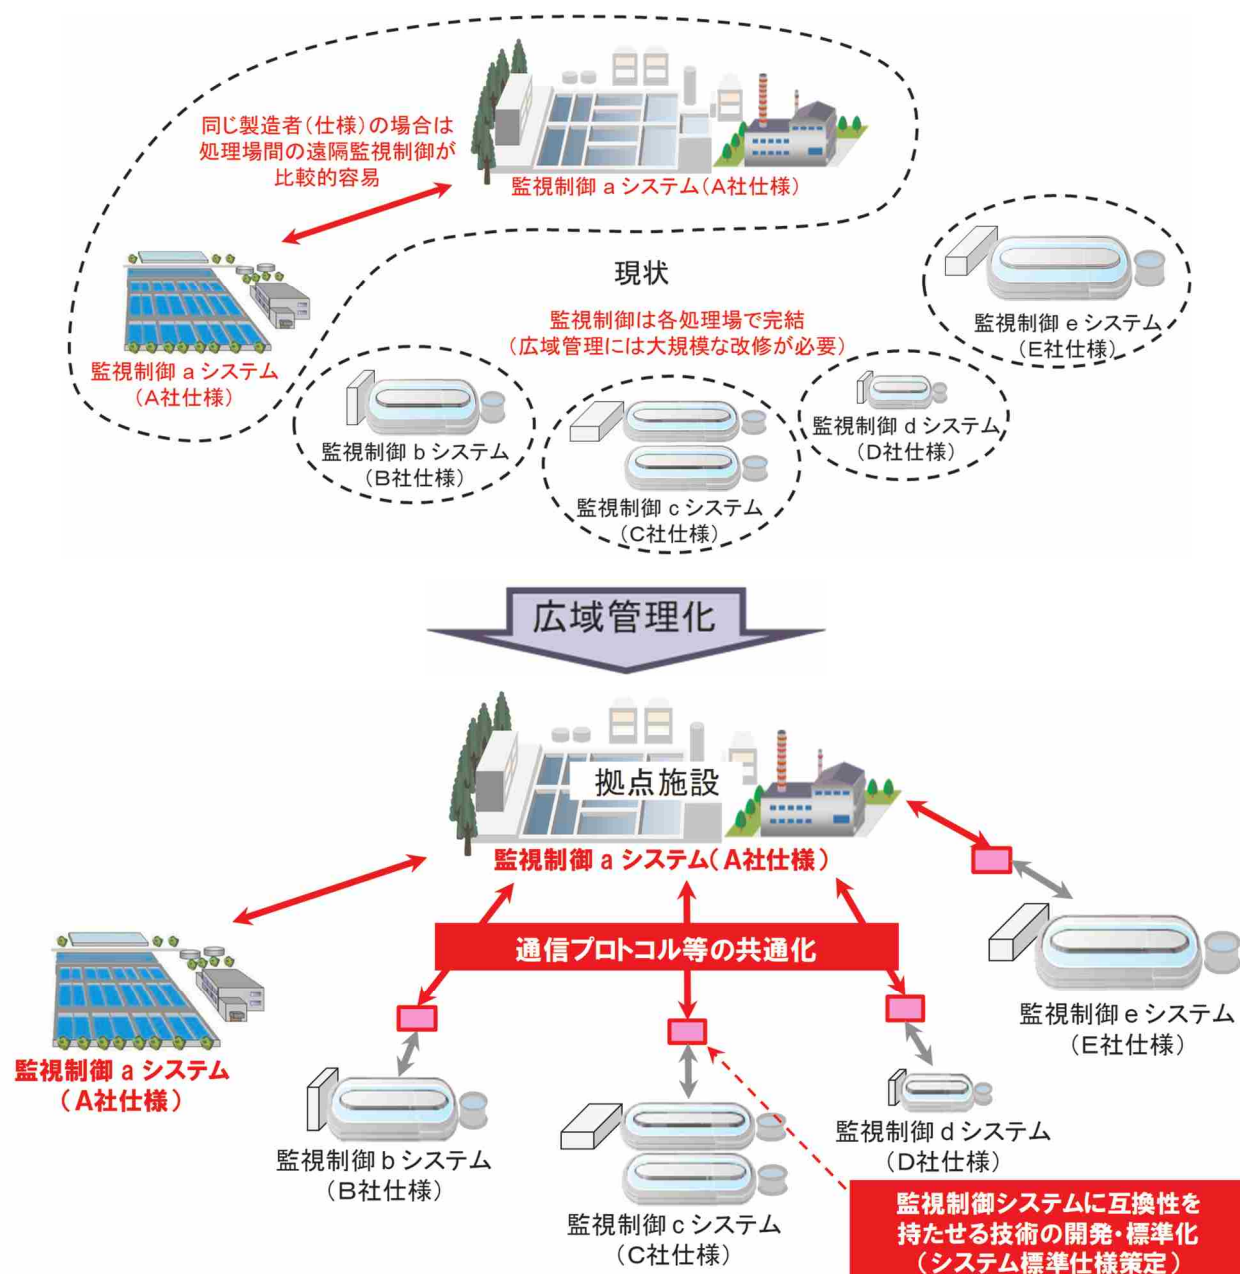 同じ製造者（仕様）の場合は
処理場間の遠隔監視制御が
比較的容易
監視制御 a システム（A社仕様）
監視制御 a システム
（A社仕様）
現状
監視制御は各処理場で完結
（広域管理には大規模な改修が必要）
監視制御 e システム
（E社仕様）
監視制御 b システム
（B社仕様）
監視制御 c システム
（C社仕様）
監視制御 d システム
（D社仕様）
広域管理化
拠点施設
監視制御 a システム（A社仕様）
通信プロトコル等の共通化
監視制御 a システム
（A社仕様）
監視制御 b システム
（B社仕様）
監視制御 c システム
（C社仕様）
監視制御 d システム
（D社仕様）
監視制御 e システム
（E社仕様）
監視制御システムに互換性を
持たせる技術の開発・標準化
（システム標準仕様策定）